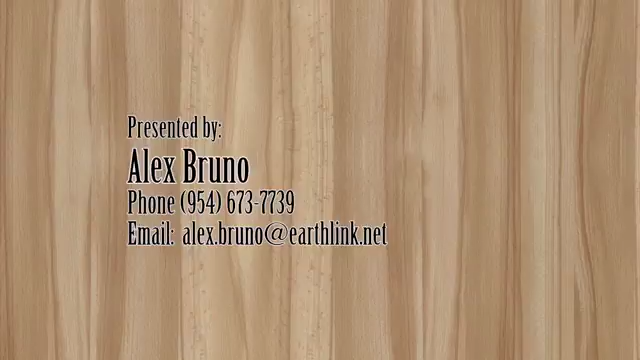 Presented by:
Alex Bruno
Phone (954) 673-7739
Email: alex.bruno@earthlink.net